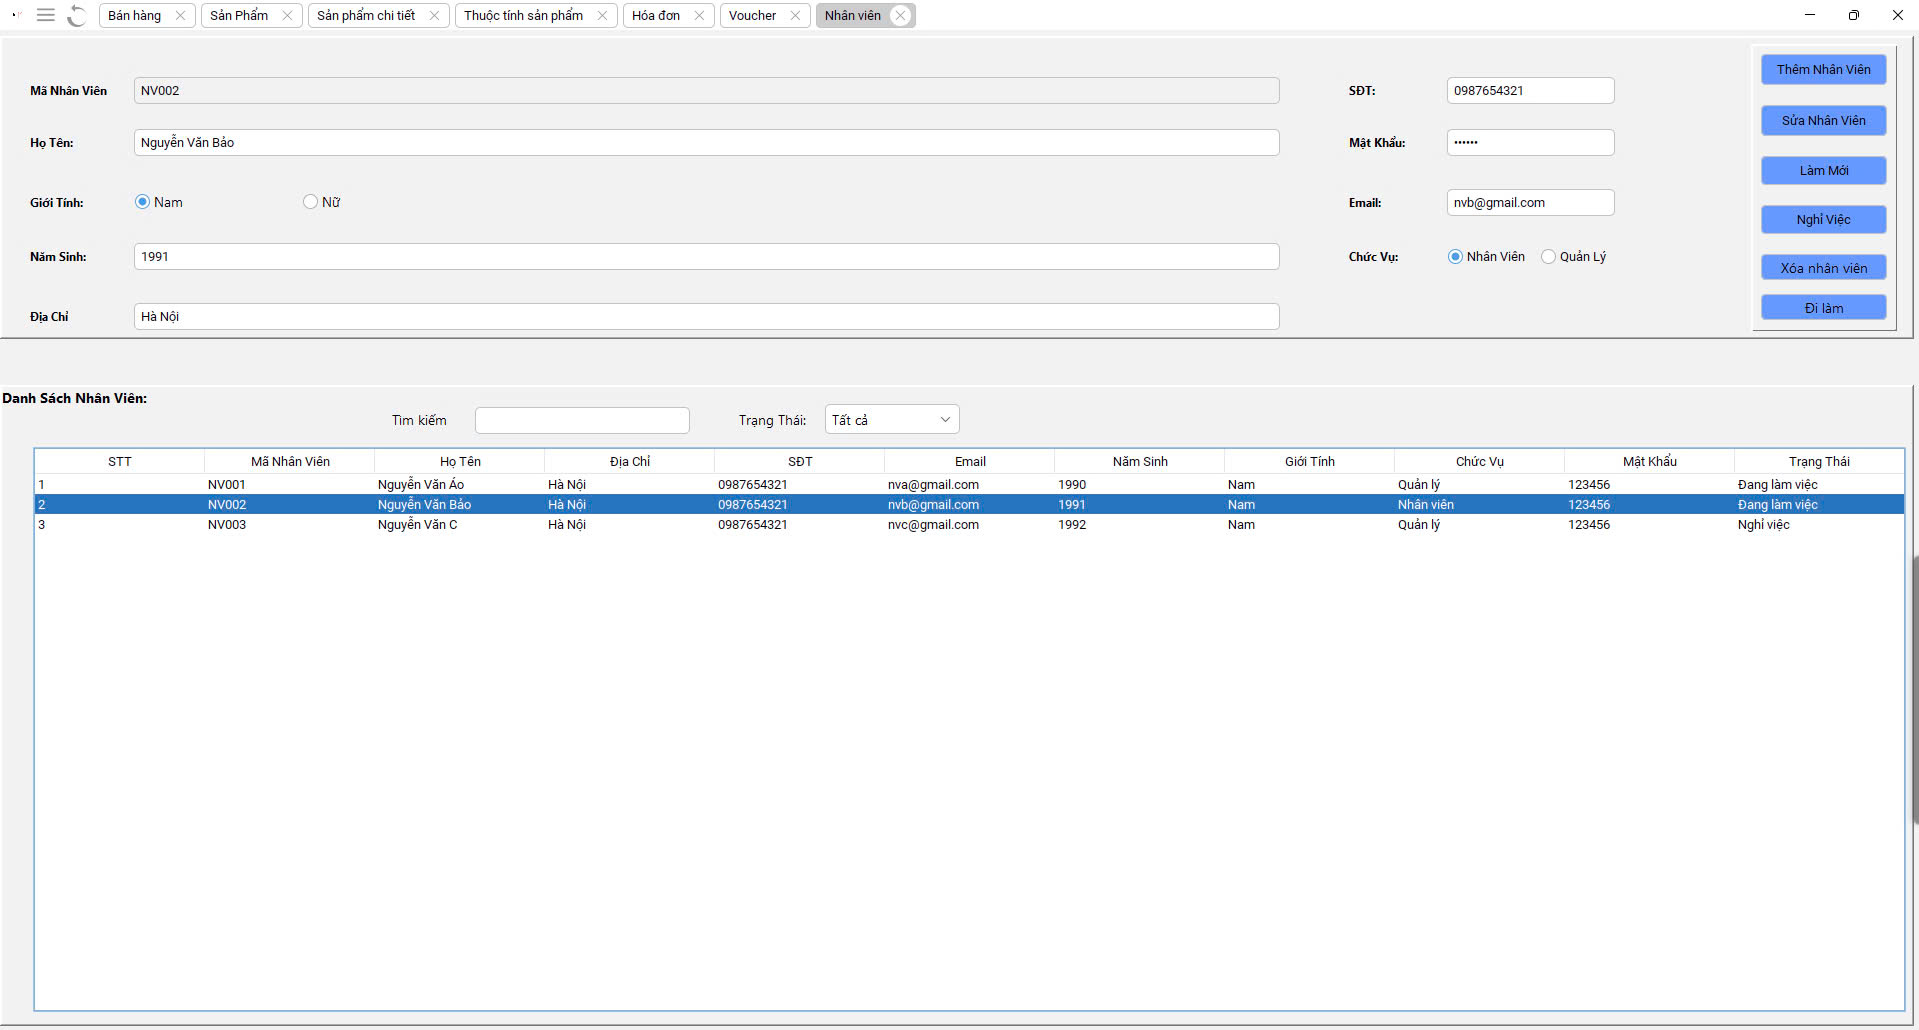 Bán hàng Sản Phẩm Sản phẩm chi tiết Thuộc tính sản phẩm Hóa đơn Voucher Nhân viên
Mã Nhân Viên NV002 SĐT: 0987654321 Thêm Nhân Viên
Họ Tên: Nguyễn Văn Bảo Mật Khẩu: •••••• Sửa Nhân Viên
Làm Mới
Giới Tính: Nam Nữ Email: nvb@gmail.com
Nghỉ Việc
Năm Sinh: 1991 Chức Vụ: Nhân Viên Quản Lý Xóa nhân viên
Địa Chỉ Hà Nội Đi làm
Danh Sách Nhân Viên:
Tìm kiếm Trạng Thái: Tất cả
STT Mã Nhân Viên Họ Tên Địa Chỉ SĐT Email Năm Sinh Giới Tính Chức Vụ Mật Khẩu Trạng Thái
1 NV001 Nguyễn Văn Áo Hà Nội 0987654321 nva@gmail.com 1990 Nam Quản lý 123456 Đang làm việc
2 NV002 Nguyễn Văn Bảo Hà Nội 0987654321 nvb@gmail.com 1991 Nam Nhân viên 123456 Đang làm việc
3 NV003 Nguyễn Văn C Hà Nội 0987654321 nvc@gmail.com 1992 Nam Quản lý 123456 Nghỉ việc